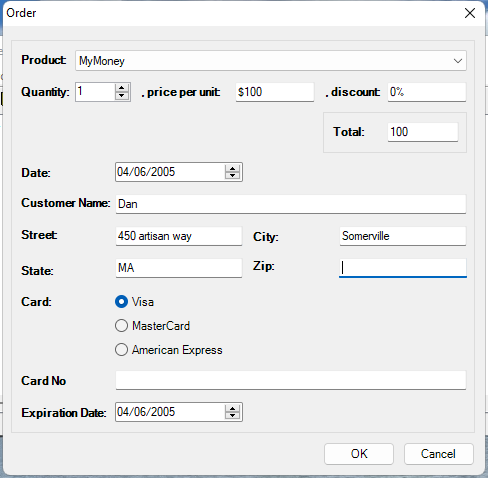 Order
Product: MyMoney
Quantity: 1 , price per unit: $100 , discount: 0%
Total: 100
Date: 04/06/2005
Customer Name: Dan
Street: 450 artisan way City: Somerville
State: MA Zip:
Card: Visa
MasterCard
American Express
Card No
Expiration Date: 04/06/2005
OK Cancel